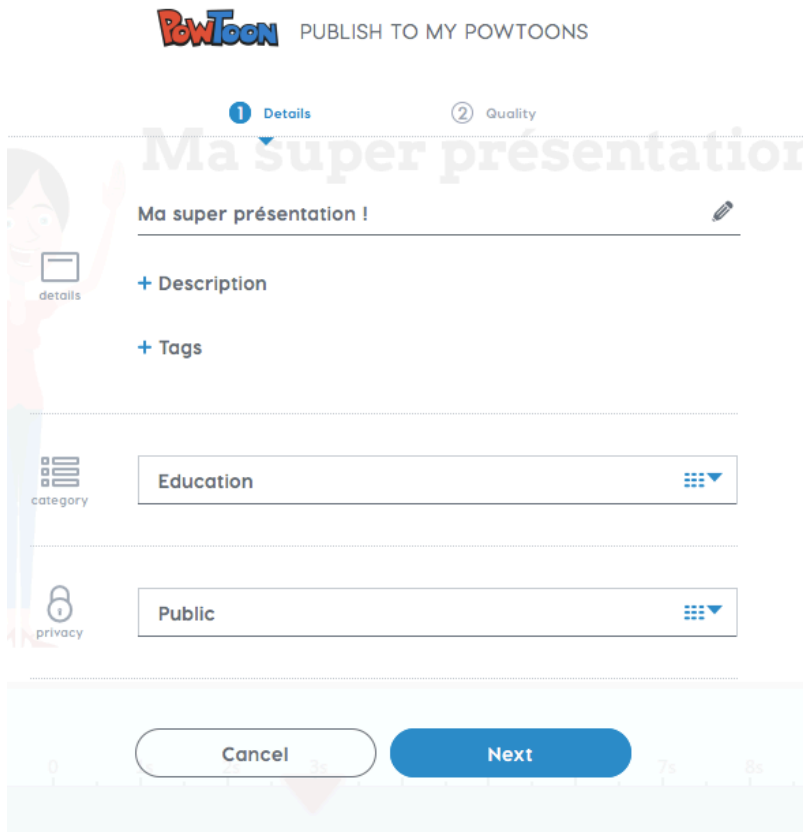 PowToon PUBLISH TO MY POWTOONS
1 Details 2 Quality
Ma super présentation
Ma super présentation !
details
+ Description
+ Tags
category
Education
privacy
Public
Cancel Next
0 2s 3s 7s 8s